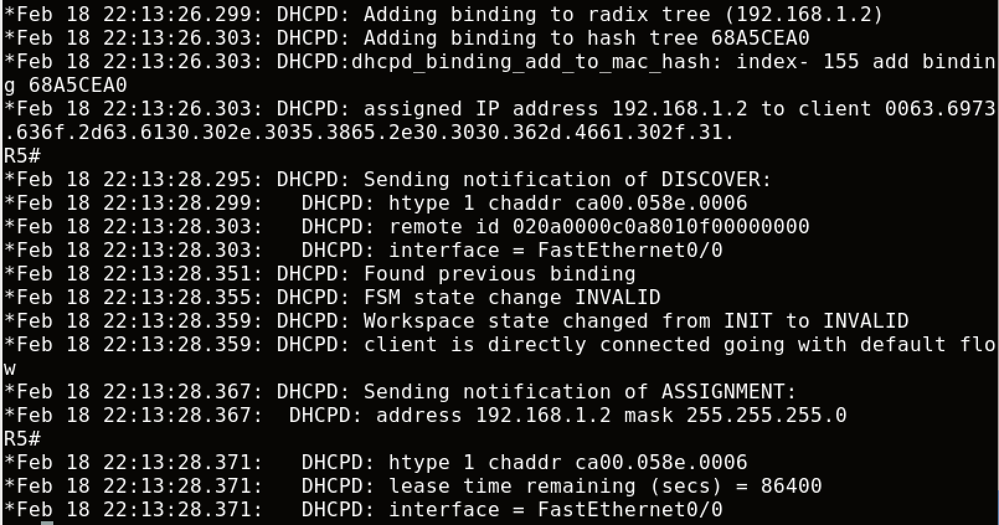 *Feb 18 22:13:26.299: DHCPD: Adding binding to radix tree (192.168.1.2)
*Feb 18 22:13:26.303: DHCPD: Adding binding to hash tree 68A5CEA0
*Feb 18 22:13:26.303: DHCPD:dhcpd_binding_add_to_mac_hash: index- 155 add bindin
g 68A5CEA0
*Feb 18 22:13:26.303: DHCPD: assigned IP address 192.168.1.2 to client 0063.6973
.636f.2d63.6130.302e.3035.3865.2e30.3030.362d.4661.302f.31.
R5#
*Feb 18 22:13:28.295: DHCPD: Sending notification of DISCOVER:
*Feb 18 22:13:28.299:   DHCPD: htype 1 chaddr ca00.058e.0006
*Feb 18 22:13:28.303:   DHCPD: remote id 020a0000c0a8010f00000000
*Feb 18 22:13:28.303:   DHCPD: interface = FastEthernet0/0
*Feb 18 22:13:28.351: DHCPD: Found previous binding
*Feb 18 22:13:28.355: DHCPD: FSM state change INVALID
*Feb 18 22:13:28.359: DHCPD: Workspace state changed from INIT to INVALID
*Feb 18 22:13:28.359: DHCPD: client is directly connected going with default flo
w
*Feb 18 22:13:28.367: DHCPD: Sending notification of ASSIGNMENT:
*Feb 18 22:13:28.367:  DHCPD: address 192.168.1.2 mask 255.255.255.0
R5#
*Feb 18 22:13:28.371:   DHCPD: htype 1 chaddr ca00.058e.0006
*Feb 18 22:13:28.371:   DHCPD: lease time remaining (secs) = 86400
*Feb 18 22:13:28.371:   DHCPD: interface = FastEthernet0/0